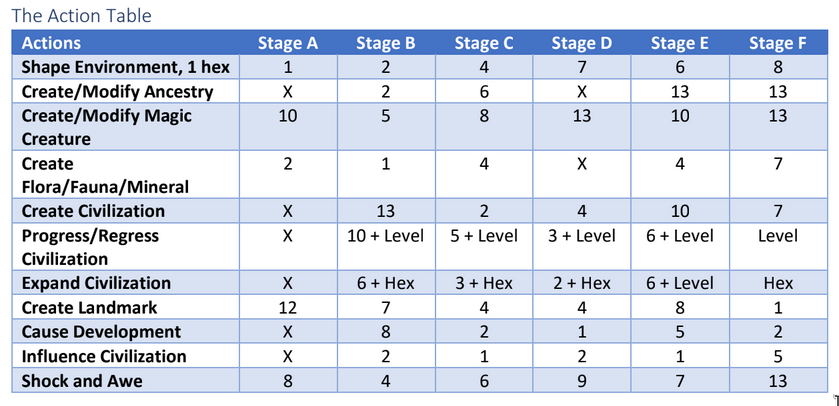 The Action Table
Actions Stage A Stage B Stage C Stage D Stage E Stage F
Shape Environment, 1 hex 1 2 4 7 6 8
Create/Modify Ancestry X 2 6 X 13 13
Create/Modify Magic 10 5 8 13 10 13
Creature
Create 2 1 4 X 4 7
Flora/Fauna/Mineral
Create Civilization X 13 2 4 10 7
Progress/Regress X 10 + Level 5 + Level 3 + Level 6 + Level Level
Civilization
Expand Civilization X 6 + Hex 3 + Hex 2 + Hex 6 + Level Hex
Create Landmark 12 7 4 4 8 1
Cause Development X 8 2 1 5 2
Influence Civilization X 2 1 2 1 5
Shock and Awe 8 4 6 9 7 13